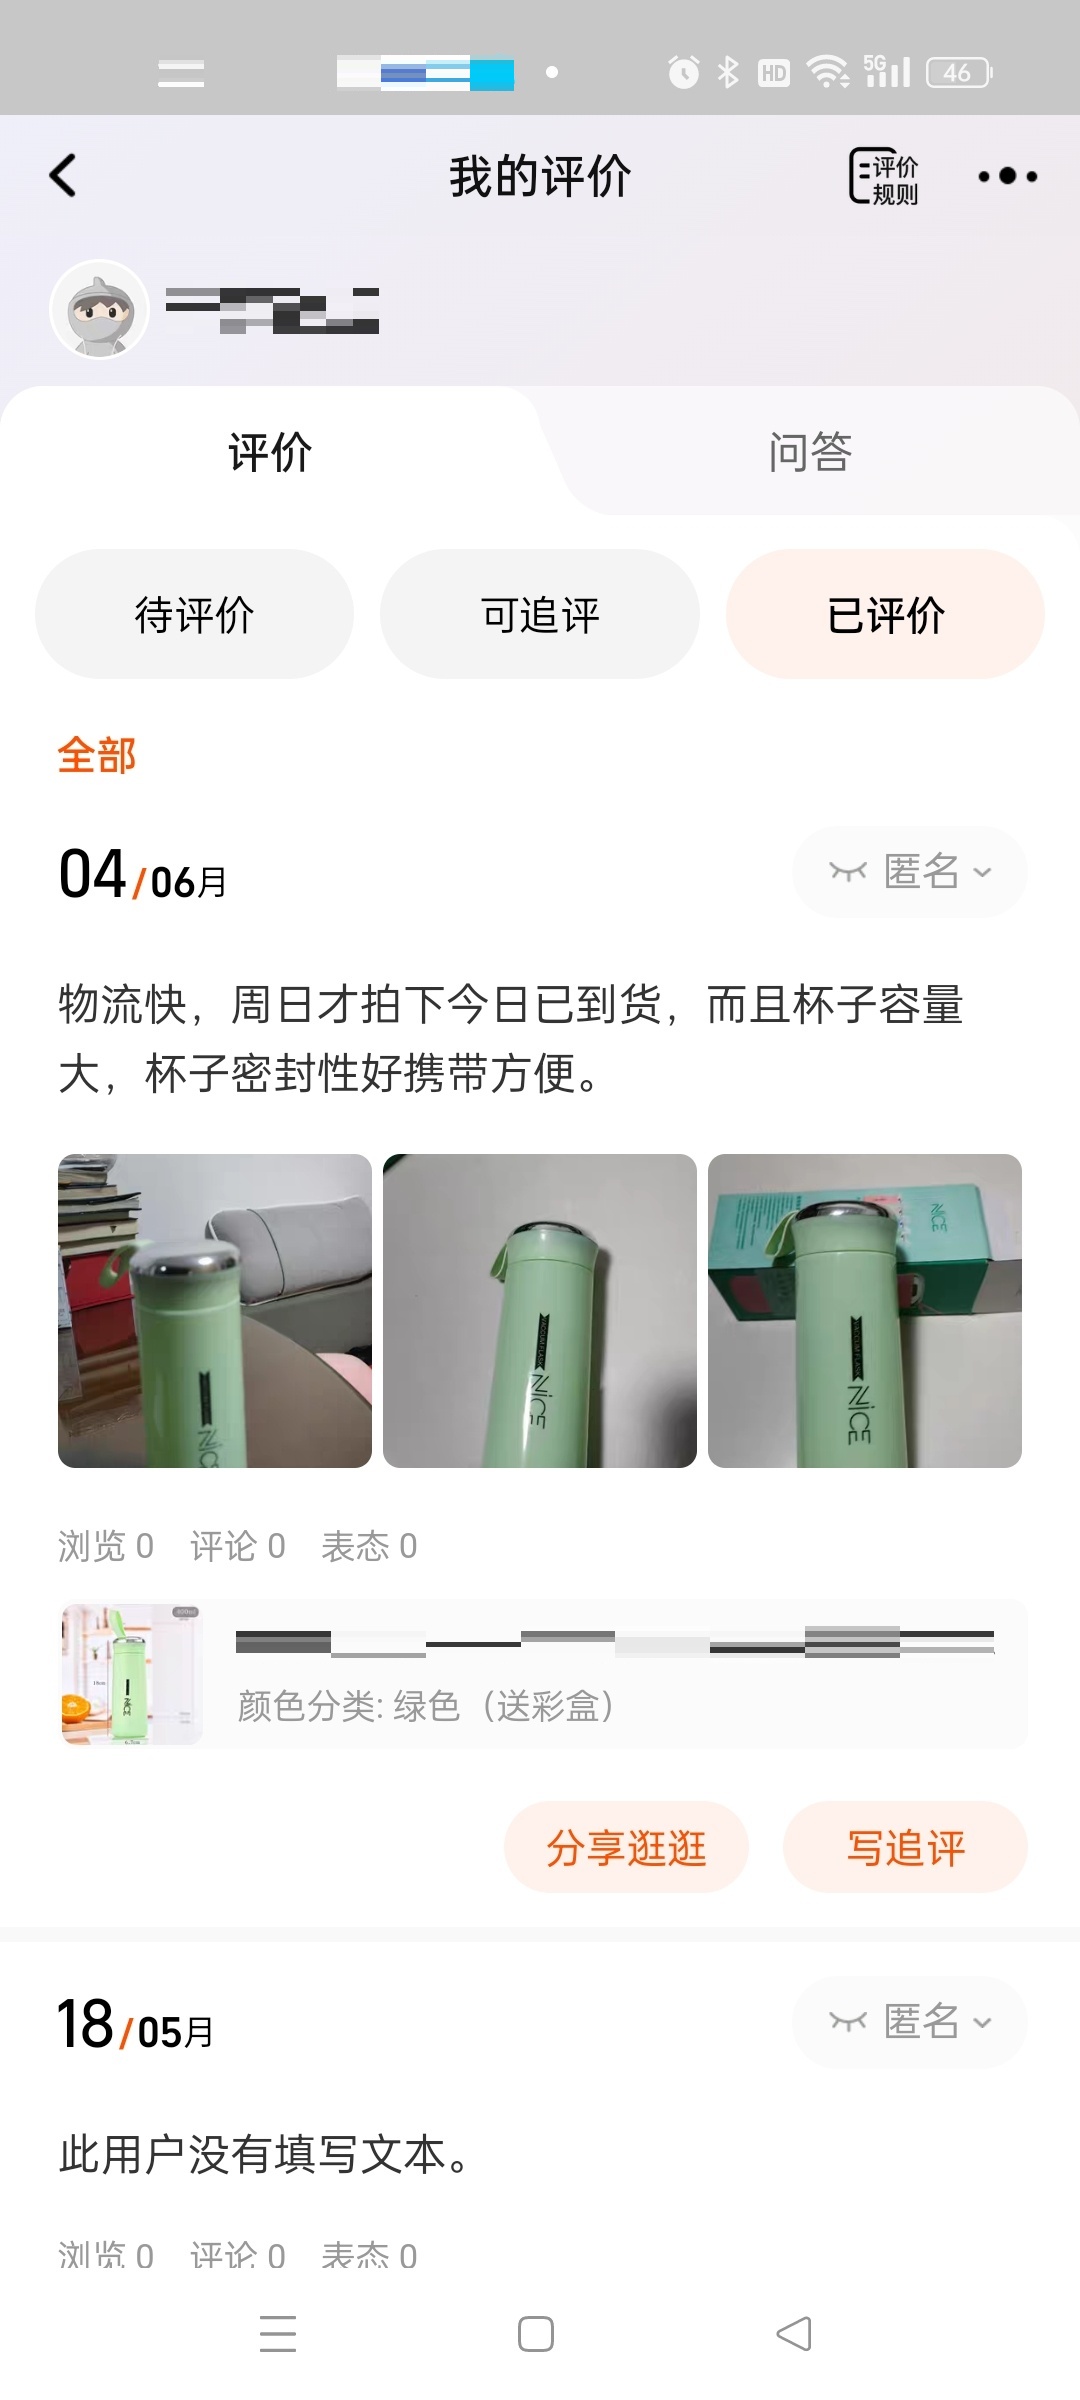 HD
5G
46
我的评价
评价
规则
评价
问答
待评价
可追评
已评价
全部
04/06月
匿名
物流快，周日才拍下今日已到货，而且杯子容量
大，杯子密封性好携带方便。
NICE
VACUUM FLASK
NICE
NICE
VACUUM FLASK
NICE
浏览 0 评论 0 表态 0
NICE
颜色分类: 绿色（送彩盒）
分享逛逛
写追评
18/05月
匿名
此用户没有填写文本。
浏览 0 评论 0 表态 0